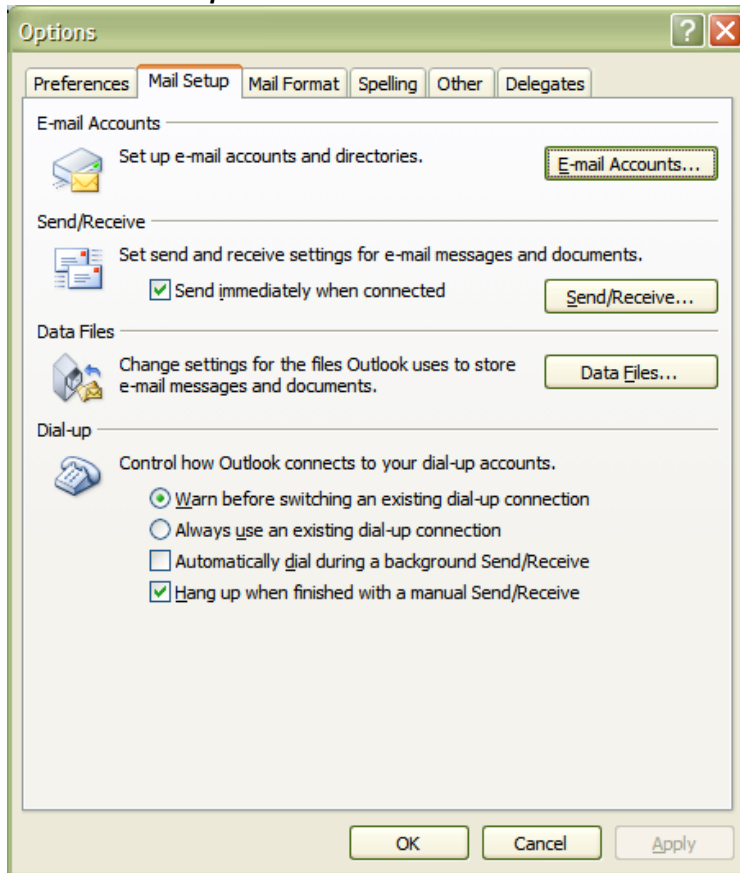 Options
Preferences Mail Setup Mail Format Spelling Other Delegates
E-mail Accounts
Set up e-mail accounts and directories.
E-mail Accounts...
Send/Receive
Set send and receive settings for e-mail messages and documents.
Send immediately when connected
Send/Receive...
Data Files
Change settings for the files Outlook uses to store
e-mail messages and documents.
Data Files...
Dial-up
Control how Outlook connects to your dial-up accounts.
Warn before switching an existing dial-up connection
Always use an existing dial-up connection
Automatically dial during a background Send/Receive
Hang up when finished with a manual Send/Receive
OK Cancel Apply